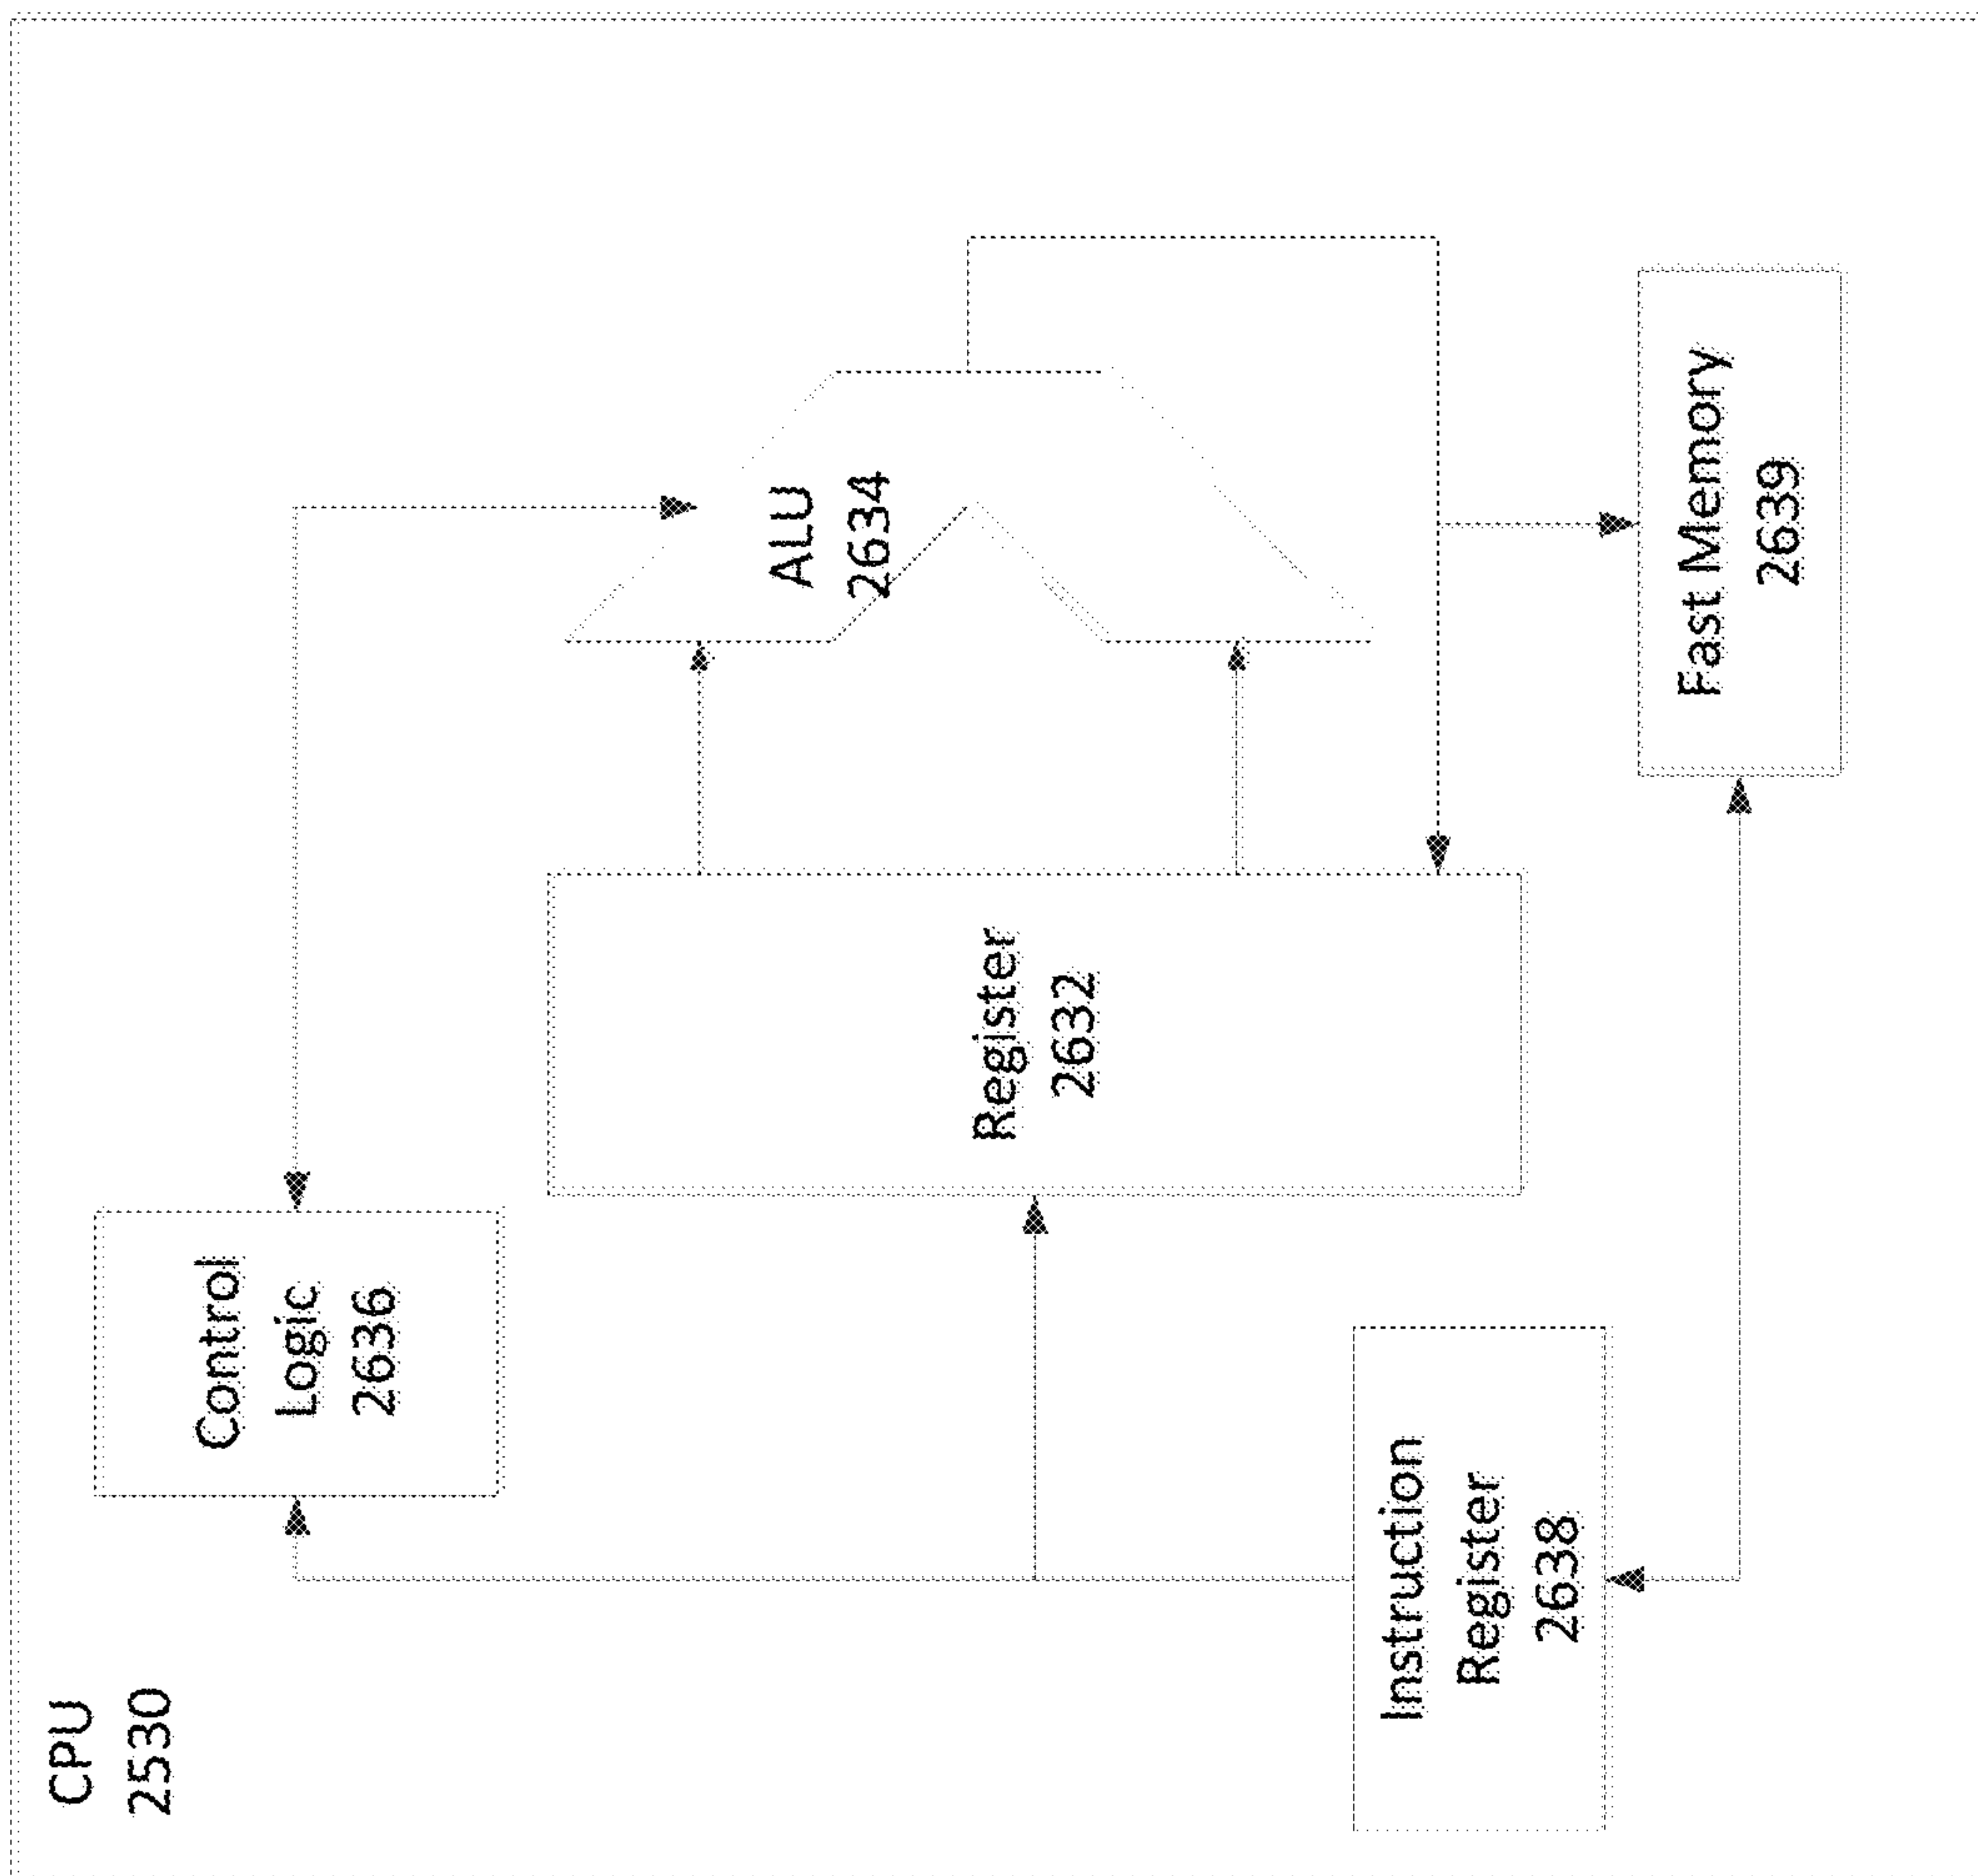 CPU
2530
Control
Logic
2636
ALU
2634
Register
2632
Instruction
Register
2638
Fast Memory
2639